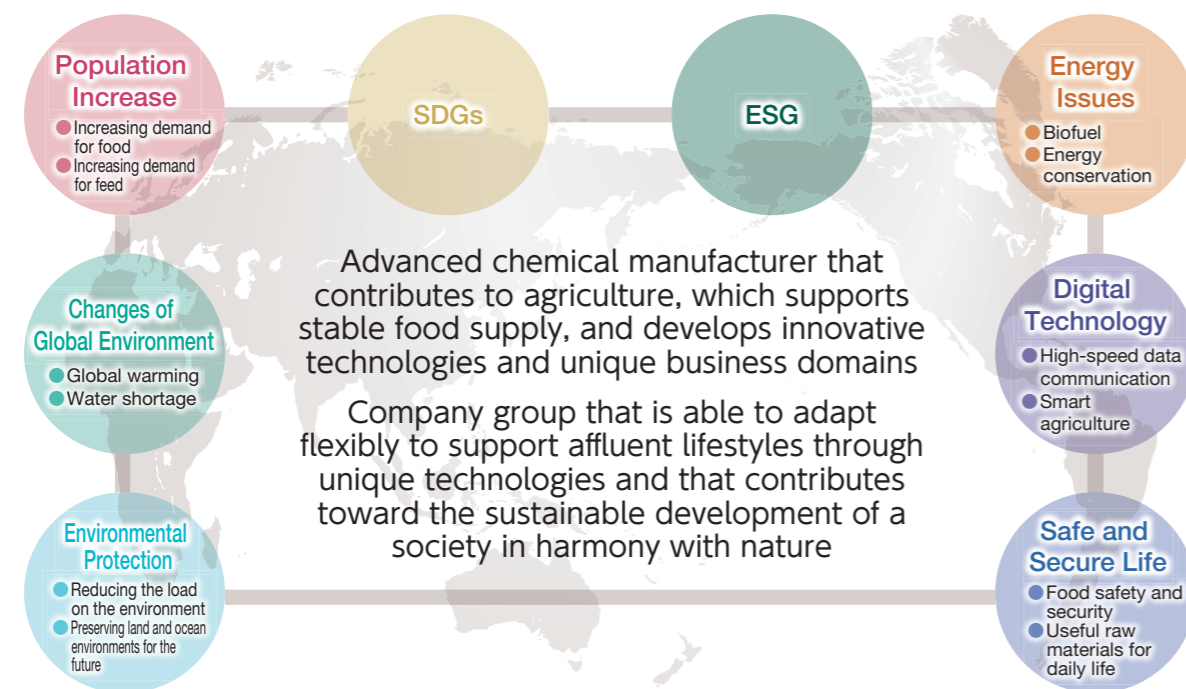 Population
Increase
Increasing demand
for food
Increasing demand
for feed
SDGs
ESG
Energy
Issues
Biofuel
Energy
conservation
Changes of
Global Environment
Global warming
Water shortage
Advanced chemical manufacturer that
contributes to agriculture, which supports
stable food supply, and develops innovative
technologies and unique business domains
Company group that is able to adapt
flexibly to support affluent lifestyles through
unique technologies and that contributes
toward the sustainable development of a
society in harmony with nature
Digital
Technology
High-speed data
communication
Smart
agriculture
Environmental
Protection
Reducing the load
on the environment
Preserving land and ocean
environments for the
future
Safe and
Secure Life
Food safety and
security
Useful raw
materials for
daily life